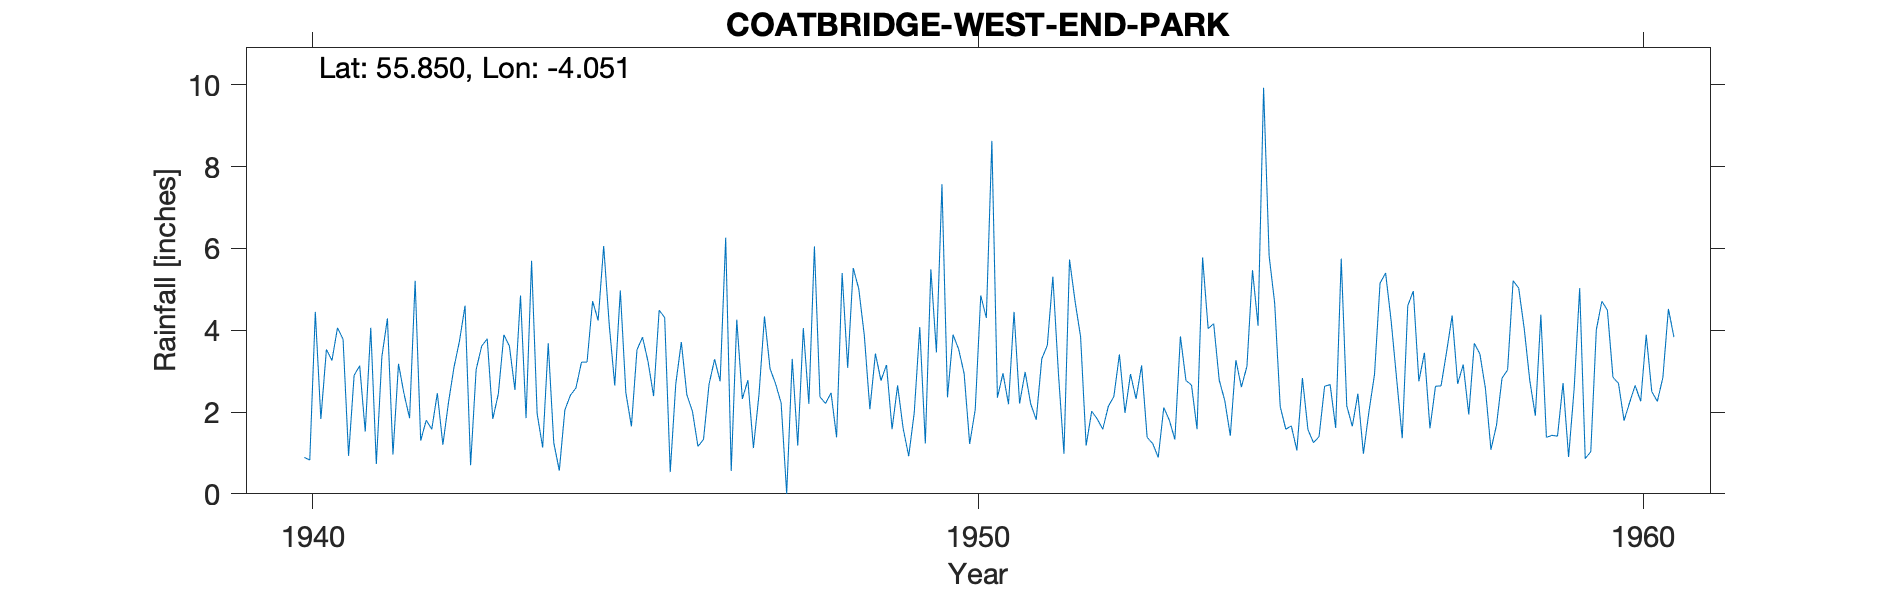 COATBRIDGE-WEST-END-PARK
Lat: 55.850, Lon: -4.051
Rainfall [inches]
10
8
6
4
2
0
1940 1950 1960
Year